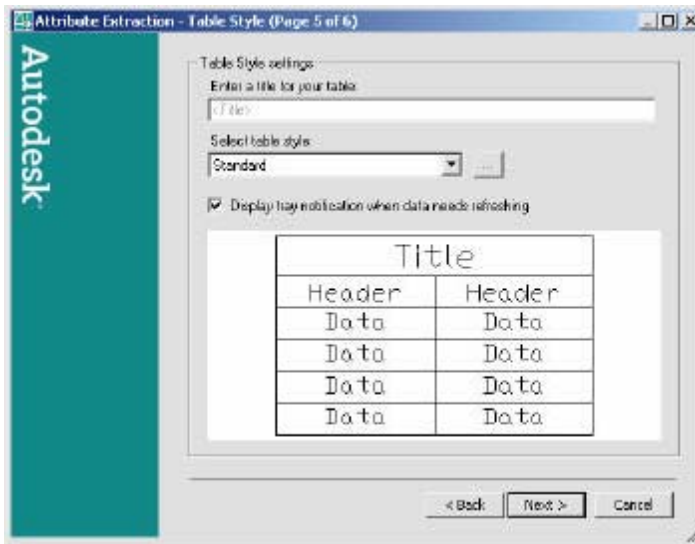 Attribute Extraction - Table Style (Page 5 of 6)
Autodesk
Table Style settings
Enter a title for your table:
<Title>
Select table style:
Standard
...
Display tray notification when data needs refreshing
Title
Header Header
Data Data
Data Data
Data Data
Data Data
< Back Next > Cancel